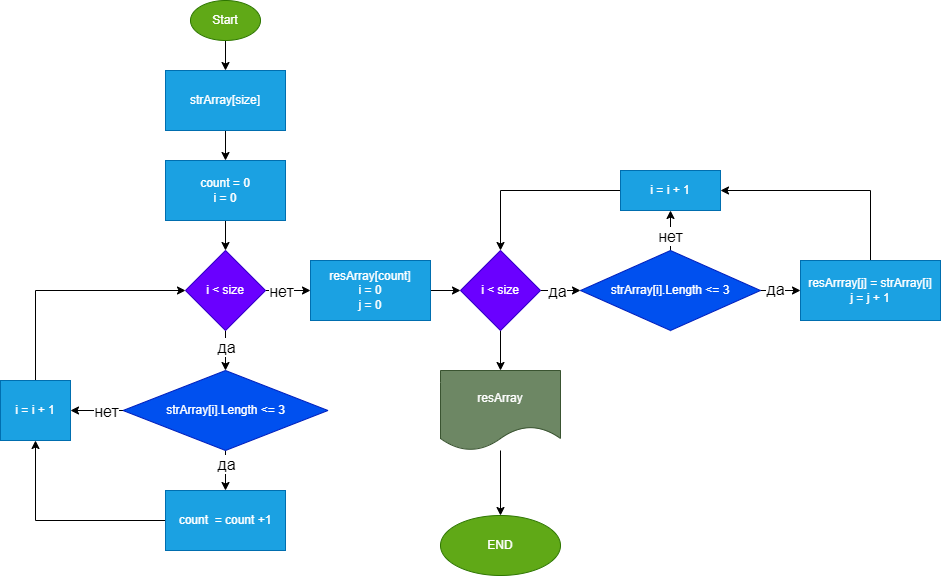 Start
strArray[size]
count = 0
i = 0
i < size
нет
да
strArray[i].Length <= 3
нет
i = i + 1
да
count  = count +1
resArray[count]
i = 0
j = 0
i < size
да
strArray[i].Length <= 3
нет
i = i + 1
да
resArrray[j] = strArray[i]
j = j + 1
resArray
END